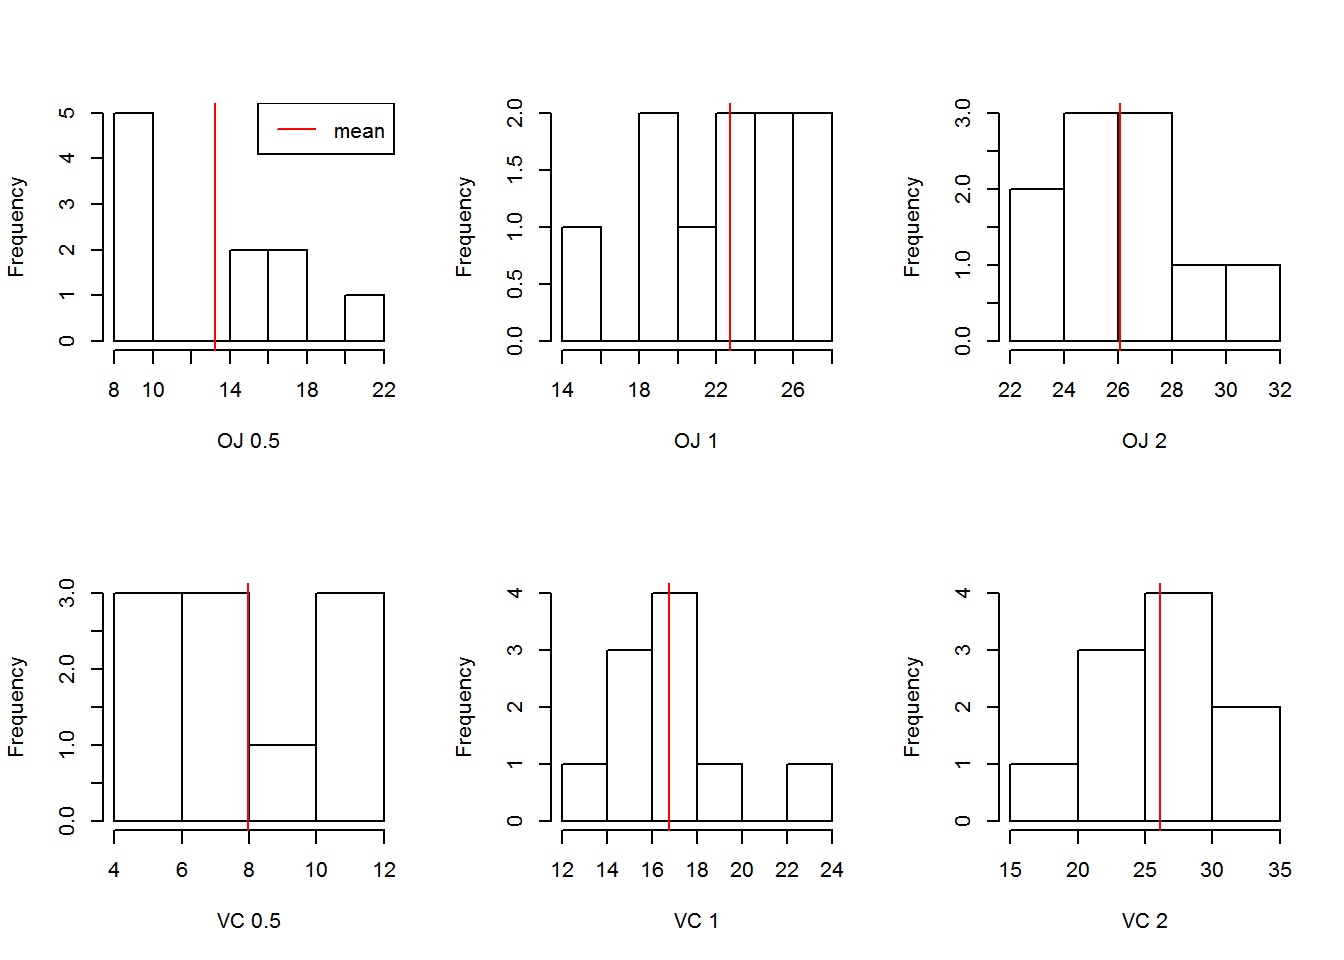 Frequency
5
4
3
2
1
0
mean
8 10 14 18 22
OJ 0.5
Frequency
2.0
1.5
1.0
0.5
0.0
14 18 22 26
OJ 1
Frequency
3.0
2.0
1.0
0.0
22 24 26 28 30 32
OJ 2
Frequency
3.0
2.0
1.0
0.0
4 6 8 10 12
VC 0.5
Frequency
4
3
2
1
0
12 14 16 18 20 22 24
VC 1
Frequency
4
3
2
1
0
15 20 25 30 35
VC 2